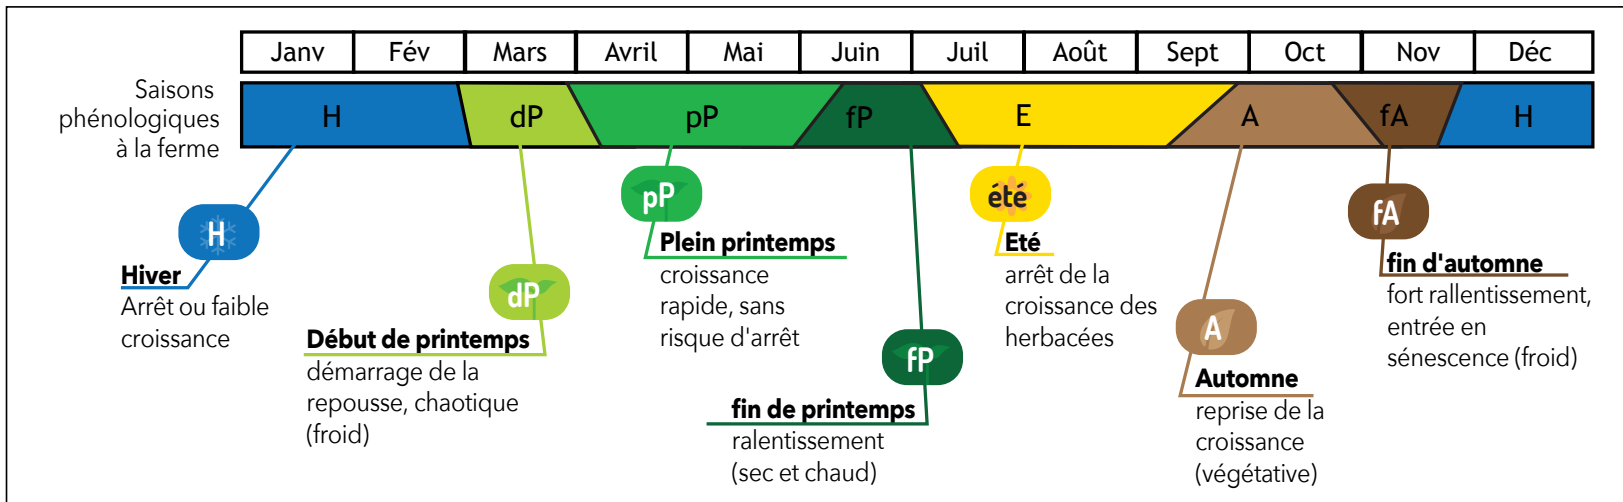 Janv Fév Mars Avril Mai Juin Juil Août Sept Oct Nov Déc
Saisons
phénologiques
à la ferme
H dP pP fP E A fA H
H
Hiver
Arrêt ou faible
croissance
dP
Début de printemps
démarrage de la
repousse, chaotique
(froid)
pP
Plein printemps
croissance
rapide, sans
risque d'arrêt
fP
fin de printemps
ralentissement
(sec et chaud)
été
Eté
arrêt de la
croissance des
herbacées
A
Automne
reprise de la
croissance
(végétative)
fA
fin d'automne
fort rallentissement,
entrée en
sénescence (froid)